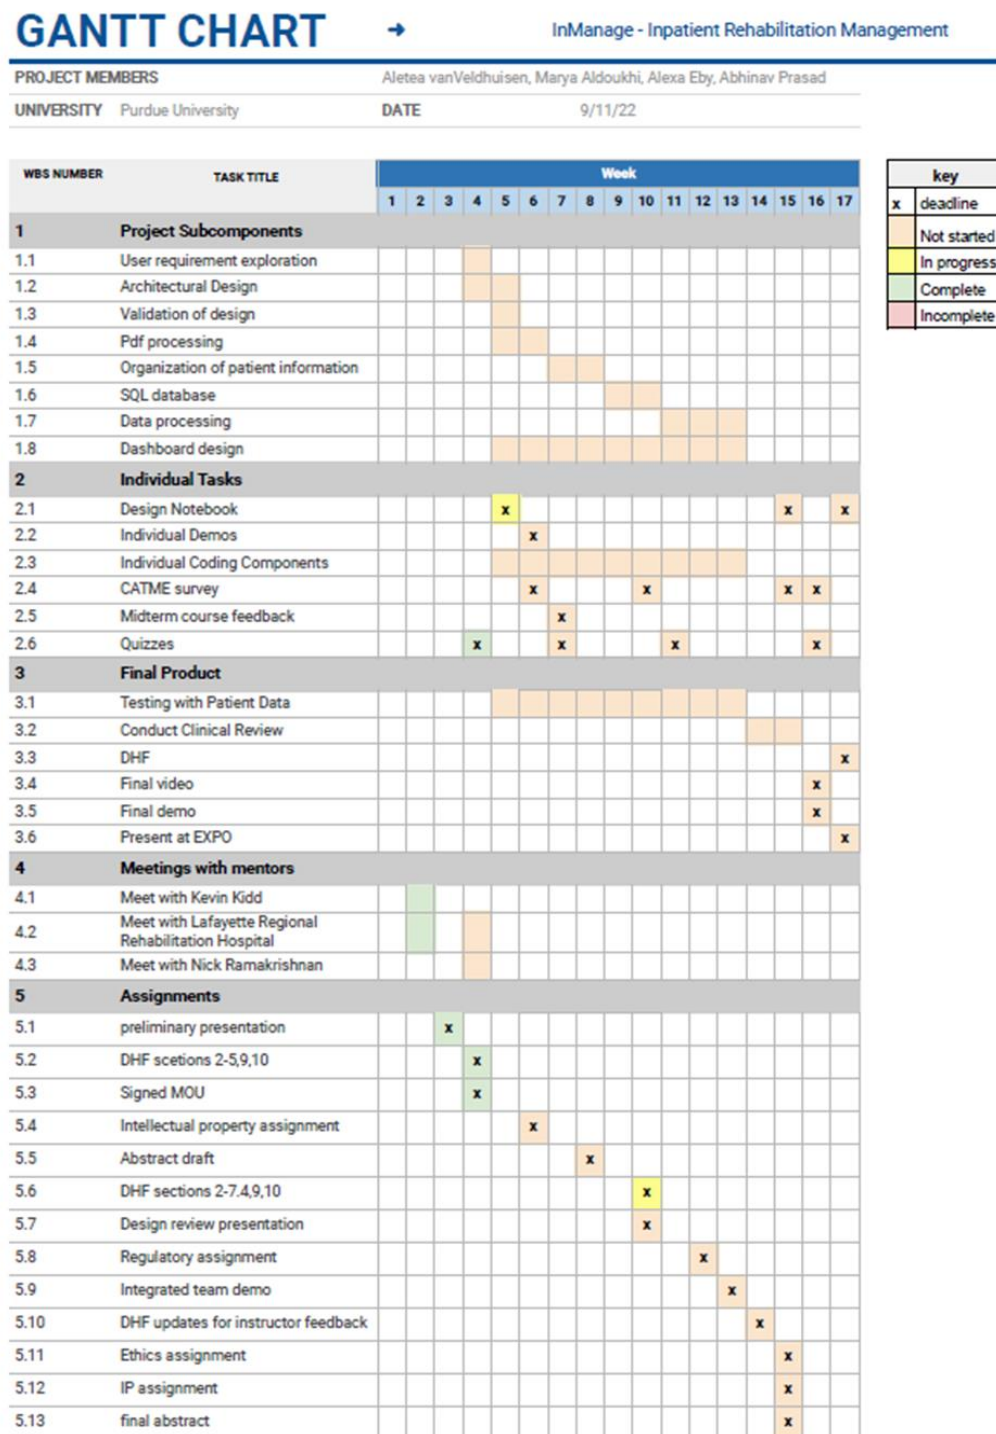 GANTT CHART → InManage - Inpatient Rehabilitation Management
PROJECT MEMBERS Aletea vanVeldhuisen, Marya Aldoukhi, Alexa Eby, Abhinav Prasad
UNIVERSITY Purdue University DATE 9/11/22
WBS NUMBER TASK TITLE Week
1 2 3 4 5 6 7 8 9 10 11 12 13 14 15 16 17
key
x deadline
Not started
In progress
Complete
Incomplete
1 Project Subcomponents
1.1 User requirement exploration
1.2 Architectural Design
1.3 Validation of design
1.4 Pdf processing
1.5 Organization of patient information
1.6 SQL database
1.7 Data processing
1.8 Dashboard design
2 Individual Tasks
2.1 Design Notebook x x x
2.2 Individual Demos x
2.3 Individual Coding Components
2.4 CATME survey x x x x
2.5 Midterm course feedback x
2.6 Quizzes x x x x
3 Final Product
3.1 Testing with Patient Data
3.2 Conduct Clinical Review
3.3 DHF x
3.4 Final video x
3.5 Final demo x
3.6 Present at EXPO x
4 Meetings with mentors
4.1 Meet with Kevin Kidd
4.2 Meet with Lafayette Regional
Rehabilitation Hospital
4.3 Meet with Nick Ramakrishnan
5 Assignments
5.1 preliminary presentation x
5.2 DHF scetions 2-5,9,10 x
5.3 Signed MOU x
5.4 Intellectual property assignment x
5.5 Abstract draft x
5.6 DHF sections 2-7.4,9,10 x
5.7 Design review presentation x
5.8 Regulatory assignment x
5.9 Integrated team demo x
5.10 DHF updates for instructor feedback x
5.11 Ethics assignment x
5.12 IP assignment x
5.13 final abstract x